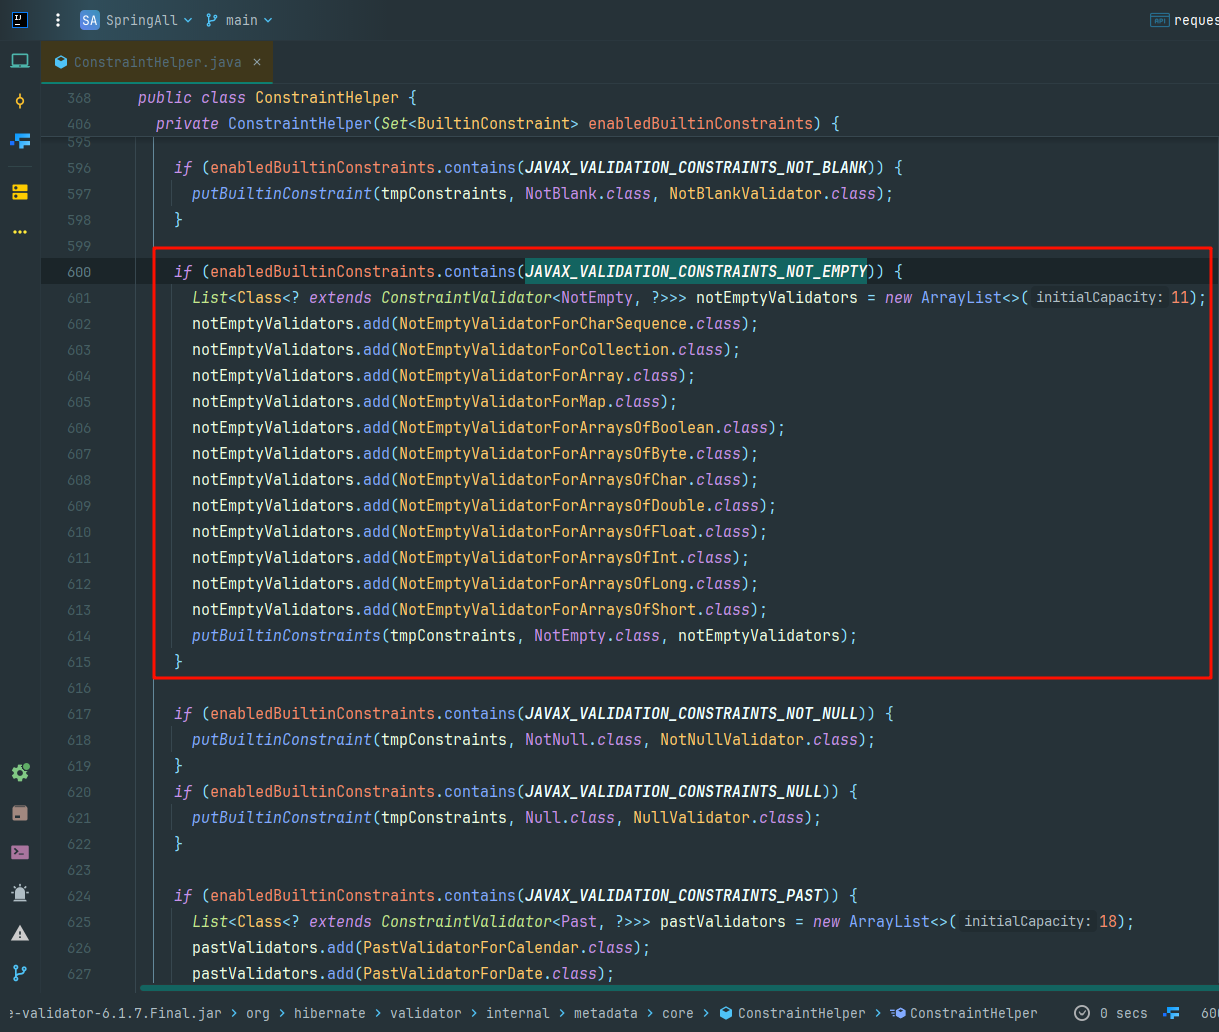 SA SpringAll main
API reques
ConstraintHelper.java ×
368 public class ConstraintHelper {
406 private ConstraintHelper(Set<BuiltinConstraint> enabledBuiltinConstraints) {
595
596 if (enabledBuiltinConstraints.contains(JAVAX_VALIDATION_CONSTRAINTS_NOT_BLANK)) {
597 putBuiltinConstraint(tmpConstraints, NotBlank.class, NotBlankValidator.class);
598 }
599
600 if (enabledBuiltinConstraints.contains(JAVAX_VALIDATION_CONSTRAINTS_NOT_EMPTY)) {
601 List<Class<? extends ConstraintValidator<NotEmpty, ?>>> notEmptyValidators = new ArrayList<>( initialCapacity: 11);
602 notEmptyValidators.add(NotEmptyValidatorForCharSequence.class);
603 notEmptyValidators.add(NotEmptyValidatorForCollection.class);
604 notEmptyValidators.add(NotEmptyValidatorForArray.class);
605 notEmptyValidators.add(NotEmptyValidatorForMap.class);
606 notEmptyValidators.add(NotEmptyValidatorForArraysOfBoolean.class);
607 notEmptyValidators.add(NotEmptyValidatorForArraysOfByte.class);
608 notEmptyValidators.add(NotEmptyValidatorForArraysOfChar.class);
609 notEmptyValidators.add(NotEmptyValidatorForArraysOfDouble.class);
610 notEmptyValidators.add(NotEmptyValidatorForArraysOfFloat.class);
611 notEmptyValidators.add(NotEmptyValidatorForArraysOfInt.class);
612 notEmptyValidators.add(NotEmptyValidatorForArraysOfLong.class);
613 notEmptyValidators.add(NotEmptyValidatorForArraysOfShort.class);
614 putBuiltinConstraints(tmpConstraints, NotEmpty.class, notEmptyValidators);
615 }
616
617 if (enabledBuiltinConstraints.contains(JAVAX_VALIDATION_CONSTRAINTS_NOT_NULL)) {
618 putBuiltinConstraint(tmpConstraints, NotNull.class, NotNullValidator.class);
619 }
620 if (enabledBuiltinConstraints.contains(JAVAX_VALIDATION_CONSTRAINTS_NULL)) {
621 putBuiltinConstraint(tmpConstraints, Null.class, NullValidator.class);
622 }
623
624 if (enabledBuiltinConstraints.contains(JAVAX_VALIDATION_CONSTRAINTS_PAST)) {
625 List<Class<? extends ConstraintValidator<Past, ?>>> pastValidators = new ArrayList<>( initialCapacity: 18);
626 pastValidators.add(PastValidatorForCalendar.class);
627 pastValidators.add(PastValidatorForDate.class);
e-validator-6.1.7.Final.jar › org › hibernate › validator › internal › metadata › core › ConstraintHelper › ConstraintHelper 0 secs 60